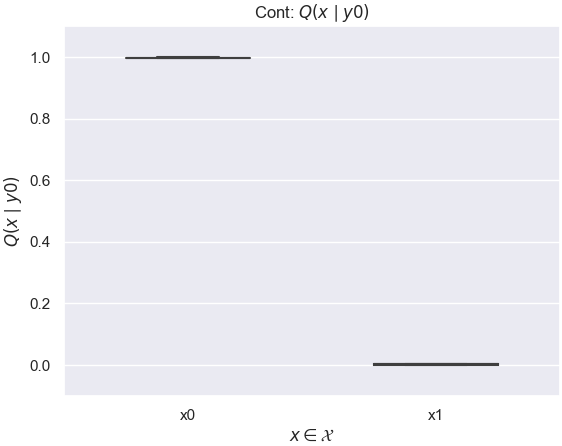 Cont: Q(x | y0)
Q(x | y0)
1.0
0.8
0.6
0.4
0.2
0.0
x0 x1
x ∈ 𝒳